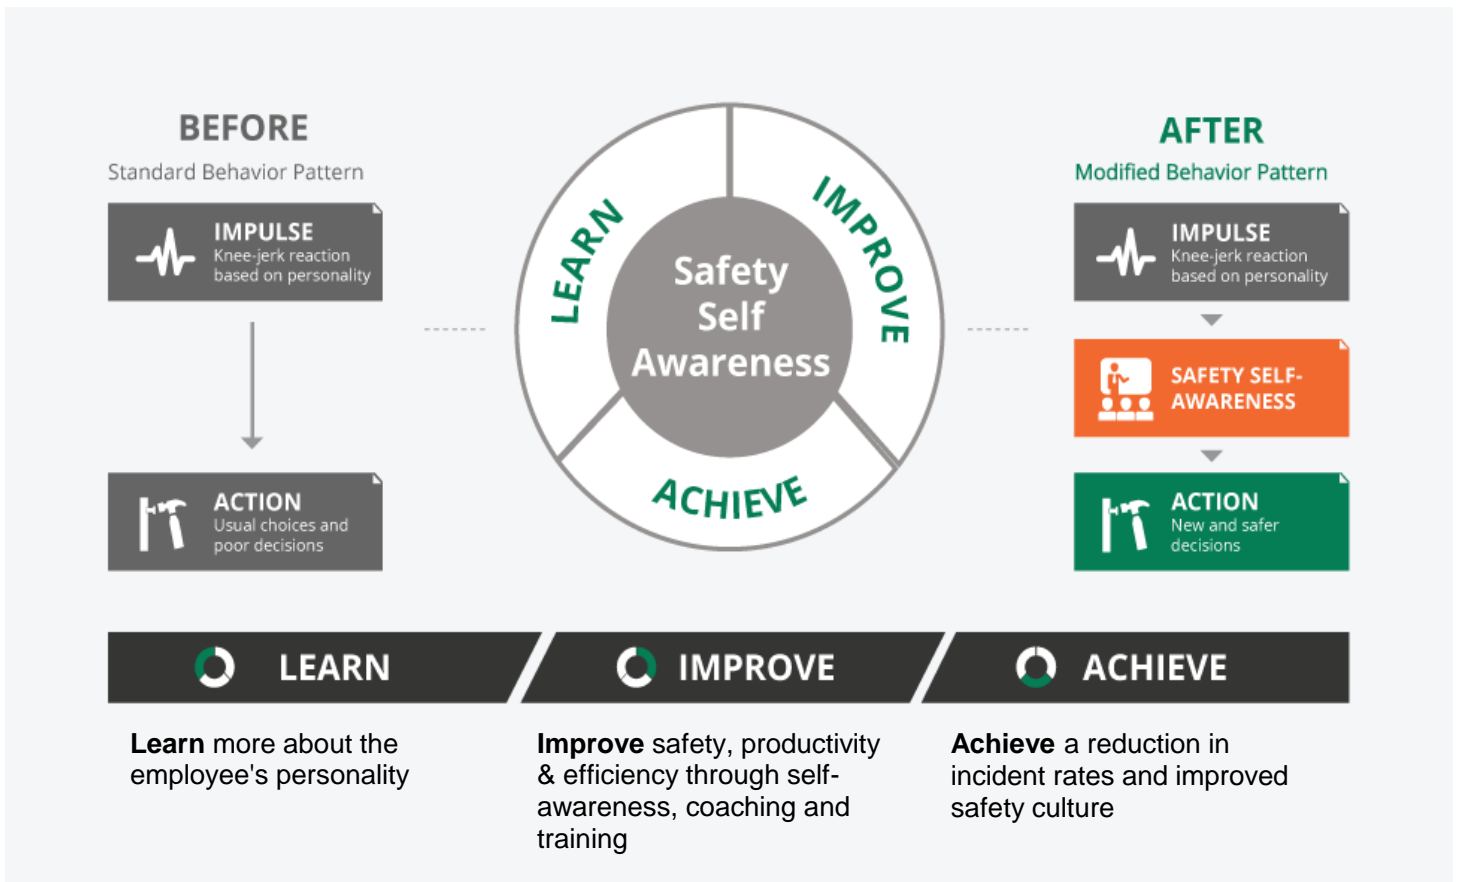 BEFORE
Standard Behavior Pattern
IMPULSE
Knee-jerk reaction
based on personality
ACTION
Usual choices and
poor decisions
LEARN
IMPROVE
ACHIEVE
Safety
Self
Awareness
AFTER
Modified Behavior Pattern
IMPULSE
Knee-jerk reaction
based on personality
SAFETY SELF-
AWARENESS
ACTION
New and safer
decisions
LEARN
IMPROVE
ACHIEVE
Learn more about the
employee's personality
Improve safety, productivity
& efficiency through self-
awareness, coaching and
training
Achieve a reduction in
incident rates and improved
safety culture